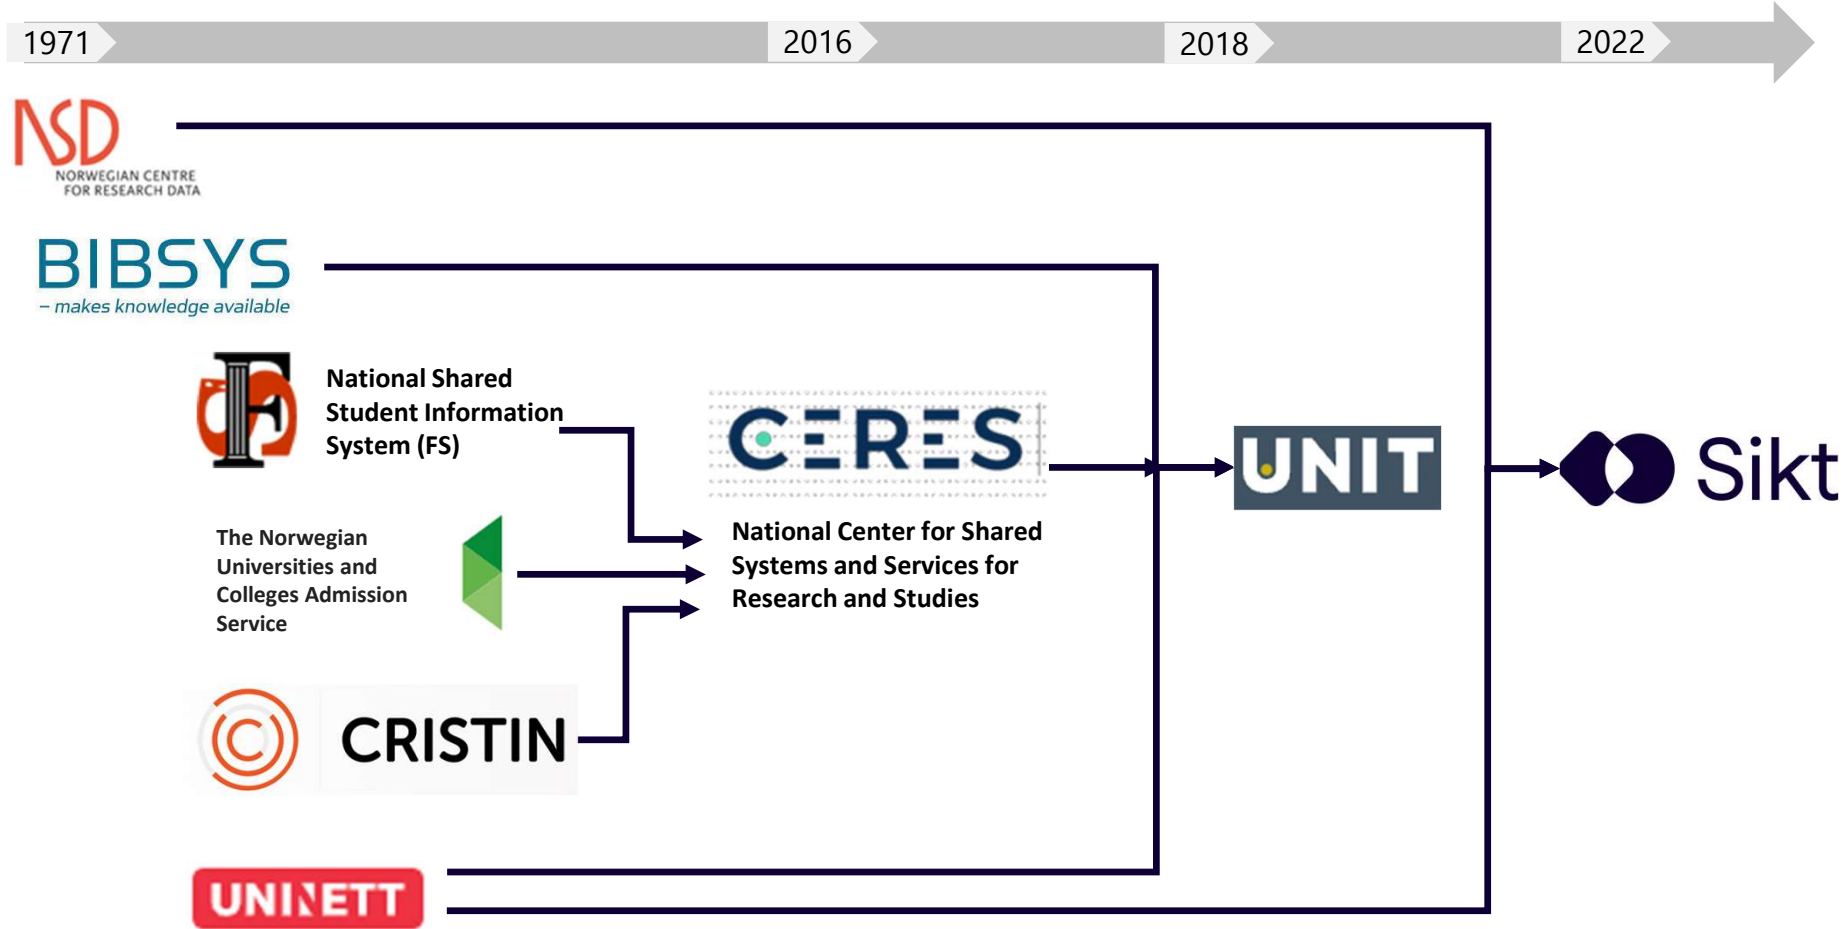 1971
2016
2018
2022
NSD
NORWEGIAN CENTRE
FOR RESEARCH DATA
BIBSYS
– makes knowledge available
National Shared
Student Information
System (FS)
CERES
UNIT
Sikt
The Norwegian
Universities and
Colleges Admission
Service
National Center for Shared
Systems and Services for
Research and Studies
CRISTIN
UNINETT